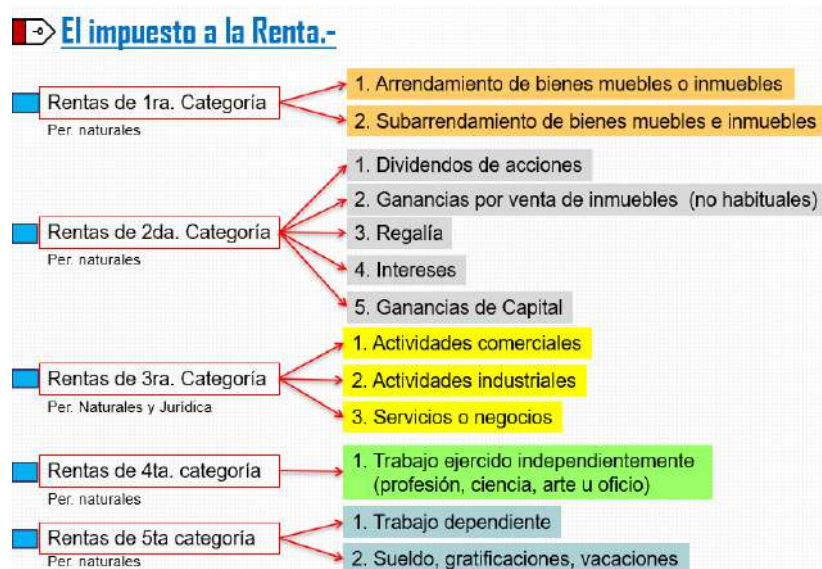 El impuesto a la Renta.-
Rentas de 1ra. Categoría
Per. naturales
1. Arrendamiento de bienes muebles o inmuebles
2. Subarrendamiento de bienes muebles e inmuebles
Rentas de 2da. Categoría
Per. naturales
1. Dividendos de acciones
2. Ganancias por venta de inmuebles (no habituales)
3. Regalía
4. Intereses
5. Ganancias de Capital
Rentas de 3ra. Categoría
Per. Naturales y Jurídica
1. Actividades comerciales
2. Actividades industriales
3. Servicios o negocios
Rentas de 4ta. categoría
Per. naturales
1. Trabajo ejercido independientemente
(profesión, ciencia, arte u oficio)
Rentas de 5ta categoría
Per. naturales
1. Trabajo dependiente
2. Sueldo, gratificaciones, vacaciones